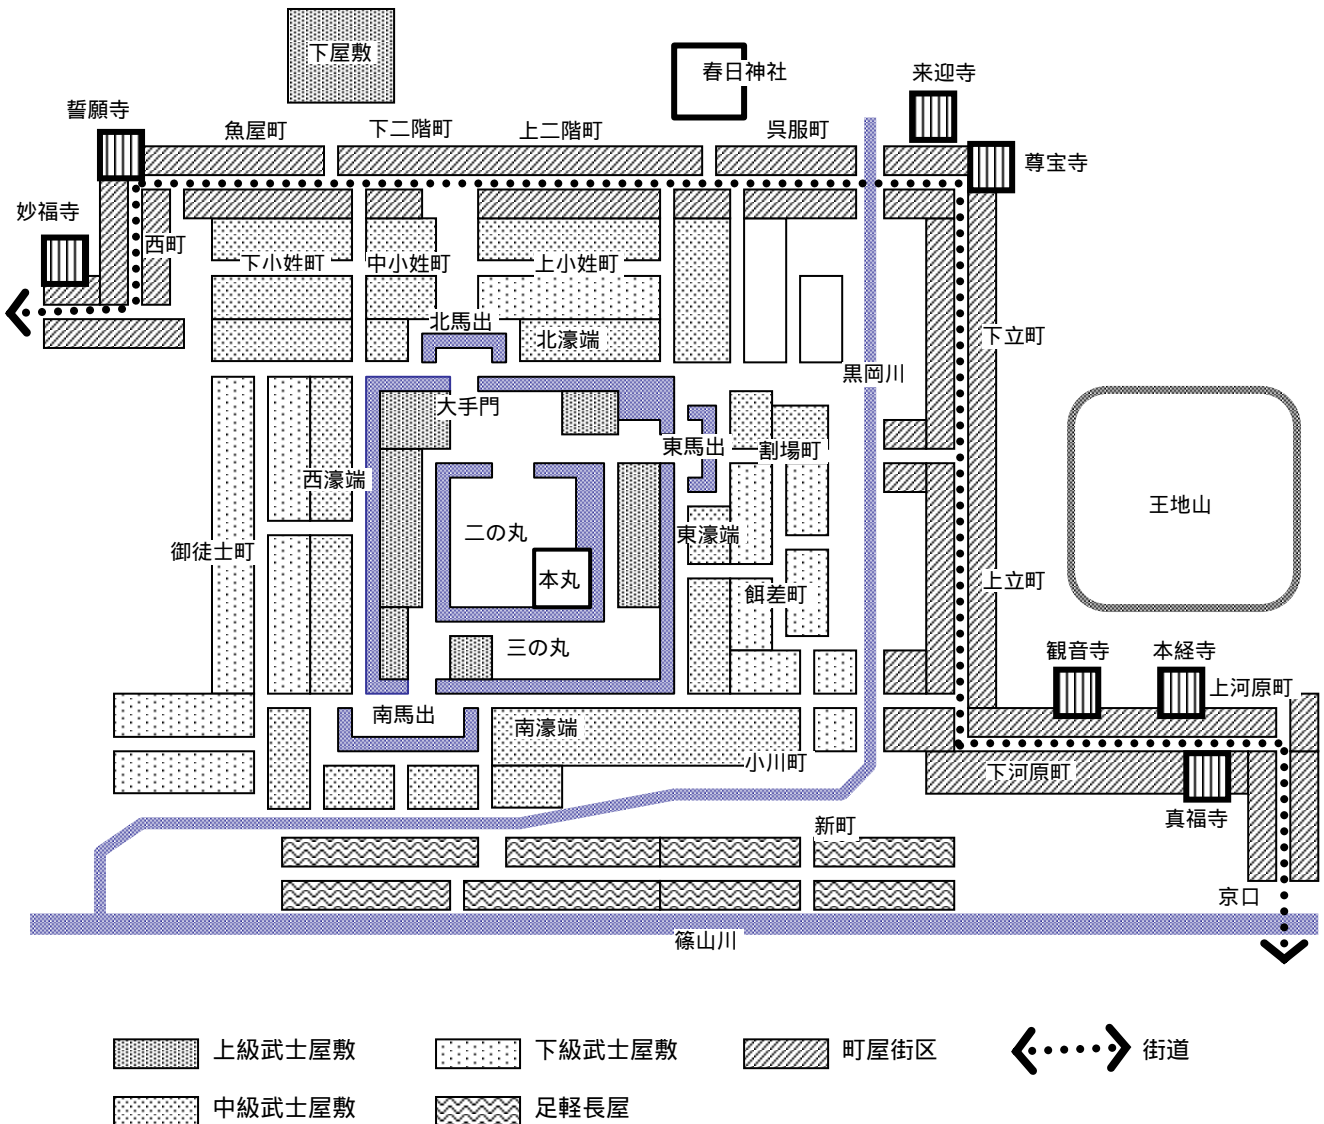 下屋敷
春日神社
来迎寺
誓願寺
魚屋町
下二階町
上二階町
呉服町
尊宝寺
妙福寺
西町
下小姓町
中小姓町
上小姓町
北馬出
北濠端
下立町
黒岡川
大手門
東馬出
割場町
西濠端
王地山
二の丸
東濠端
御徒士町
本丸
上立町
餌差町
三の丸
観音寺
本経寺
上河原町
南馬出
南濠端
小川町
下河原町
真福寺
新町
京口
篠山川
上級武士屋敷
下級武士屋敷
町屋街区
街道
中級武士屋敷
足軽長屋